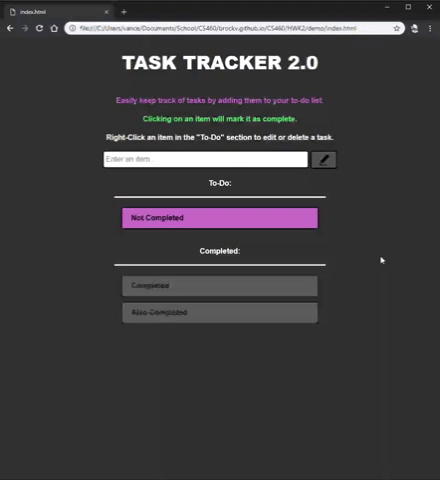 index.html
file:///C:/Users/vance/Documents/School/CS460/brockv.github.io/CS460/HWK2/demo/index.html
TASK TRACKER 2.0
Easily keep track of tasks by adding them to your to-do list.
Clicking on an item will mark it as complete.
Right-Click an item in the "To-Do" section to edit or delete a task.
Enter an item
To-Do:
Not Completed
Completed:
Completed
Also Completed